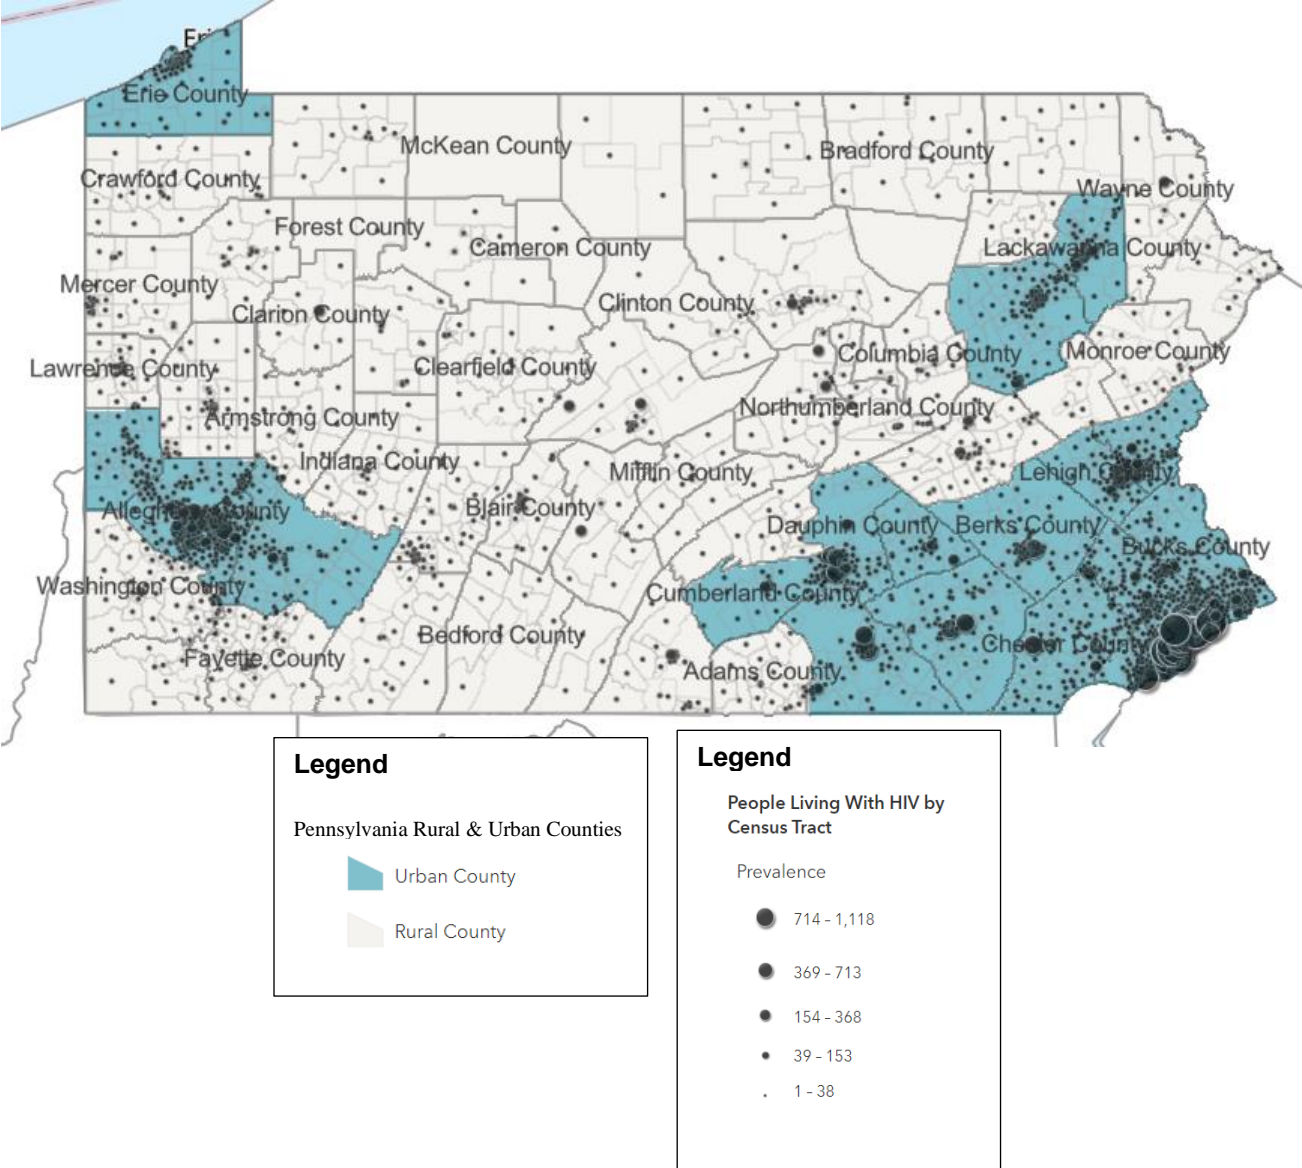 Erie
Erie County
McKean County
Bradford County
Crawford County
Wayne County
Forest County
Cameron County
Lackawanna County
Mercer County
Clinton County
Clarion County
Columbia County
Monroe County
Lawrence County
Clearfield County
Northumberland County
Armstrong County
Indiana County
Mifflin County
Lehigh County
Allegheny County
Blair County
Dauphin County
Berks County
Bucks County
Washington County
Cumberland County
Bedford County
Chester County
Fayette County
Adams County
Legend
Pennsylvania Rural & Urban Counties
Urban County
Rural County
Legend
People Living With HIV by
Census Tract
Prevalence
714 – 1,118
369 – 713
154 – 368
39 – 153
1 – 38